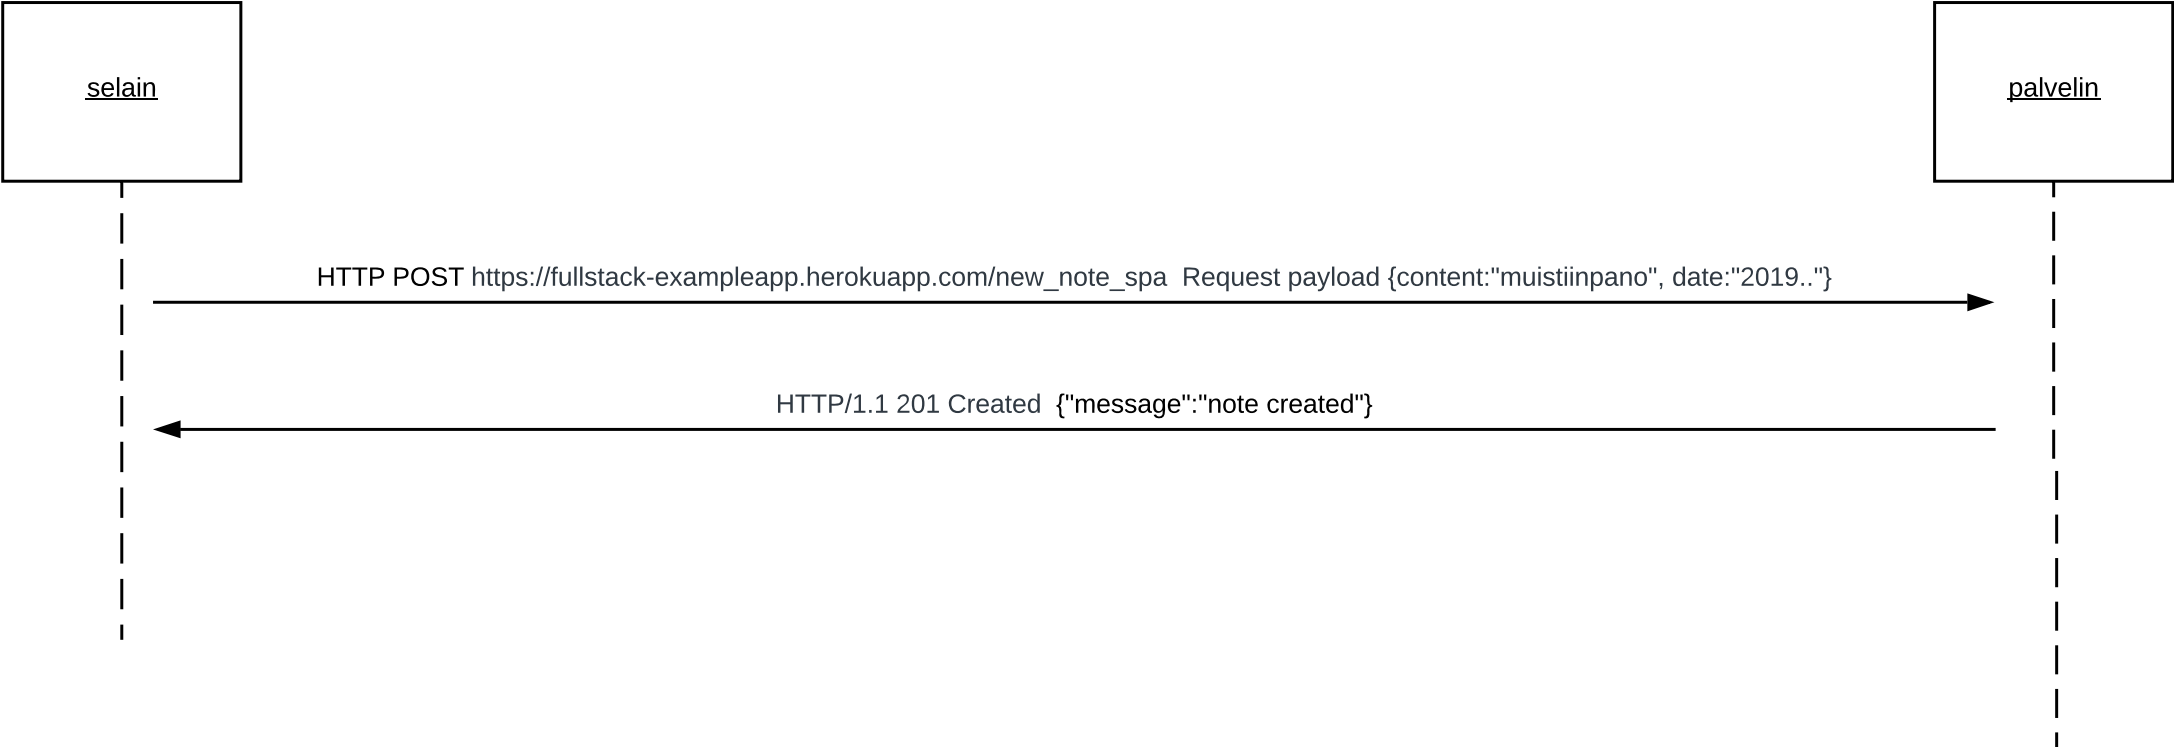 selain
palvelin
HTTP POST https://fullstack-exampleapp.herokuapp.com/new_note_spa  Request payload {content:"muistiinpano", date:"2019.."}
HTTP/1.1 201 Created  {"message":"note created"}